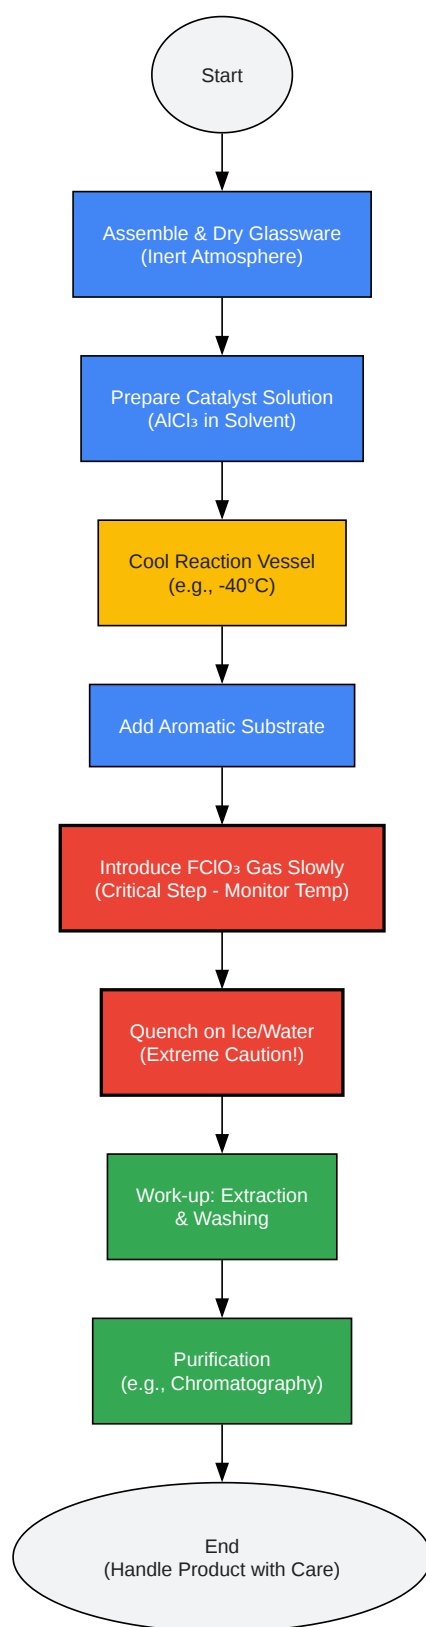 Start
Assemble & Dry Glassware
(Inert Atmosphere)
Prepare Catalyst Solution
(AlCl₃ in Solvent)
Cool Reaction Vessel
(e.g., -40°C)
Add Aromatic Substrate
Introduce FClO₃ Gas Slowly
(Critical Step - Monitor Temp)
Quench on Ice/Water
(Extreme Caution!)
Work-up: Extraction
& Washing
Purification
(e.g., Chromatography)
End
(Handle Product with Care)